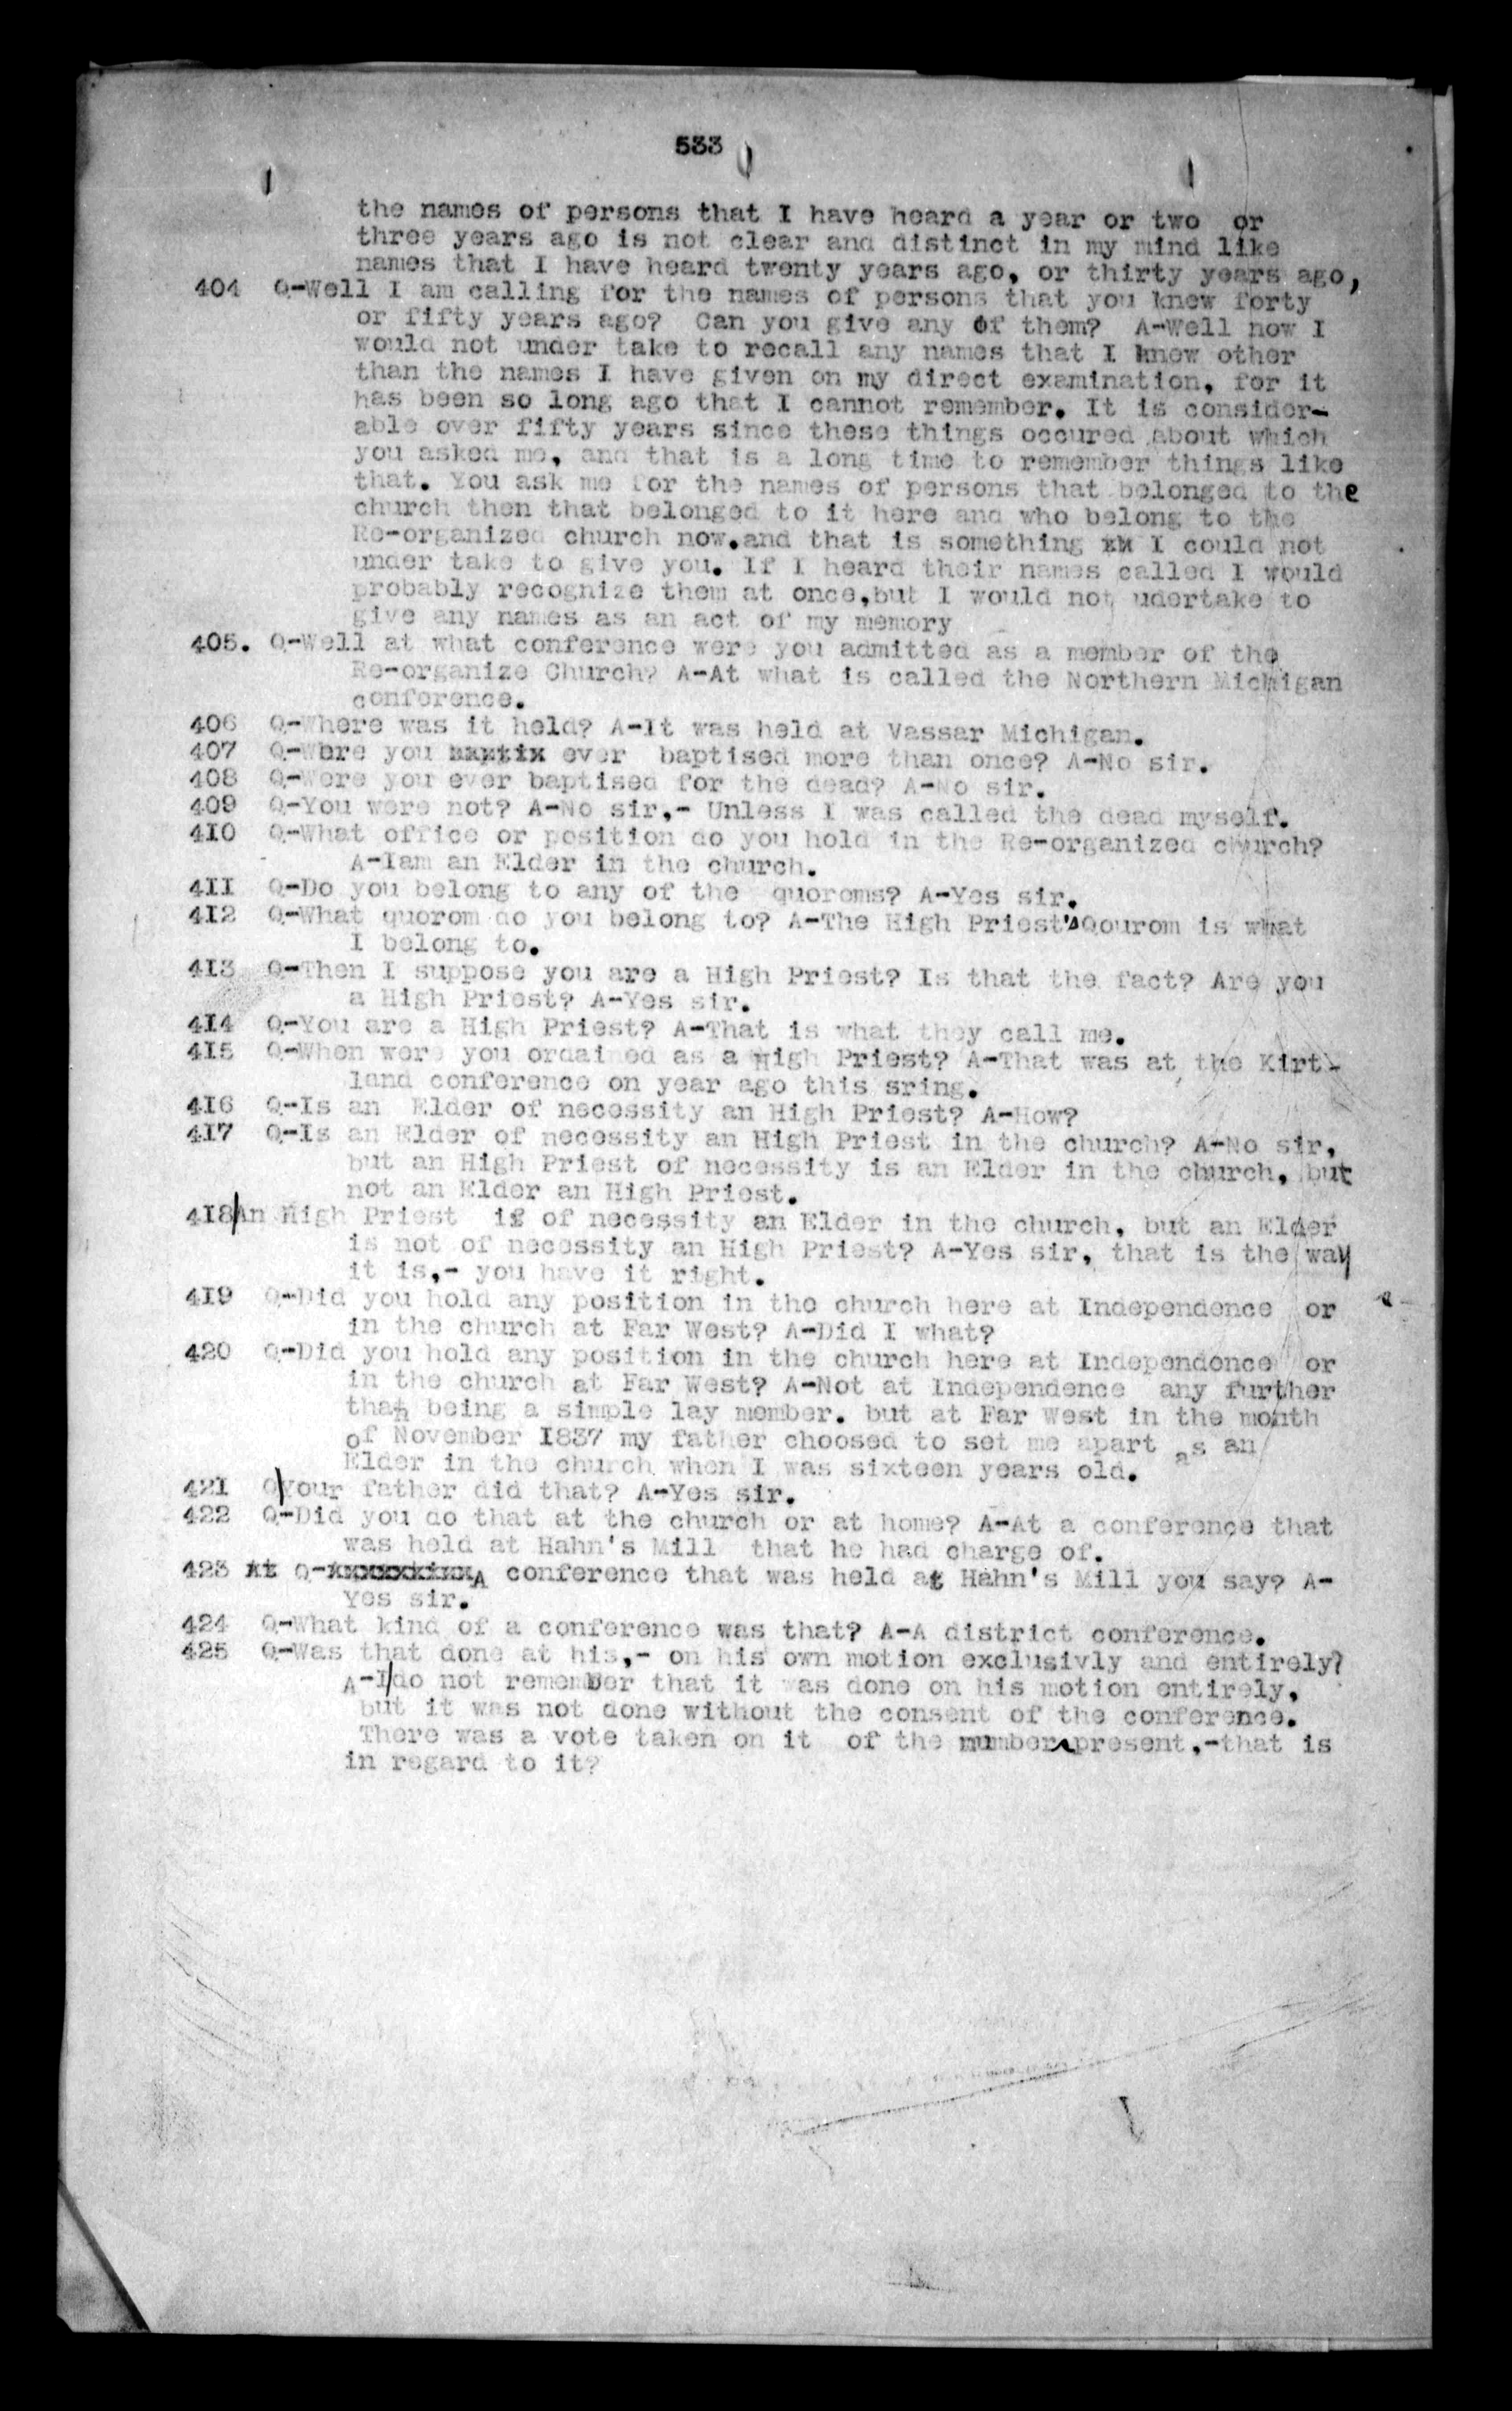 533
the names of persons that I have heard a year or two or
three years ago is not clear and distinct in my mind like
names that I have heard twenty years ago, or thirty years ago,
404 Q-Well I am calling for the names of persons that you knew forty
or fifty years ago? Can you give any of them? A-Well now I
would not under take to recall any names that I knew other
than the names I have given on my direct examination, for it
has been so long ago that I cannot remember. It is consider-
able over fifty years since these things occured about which
you asked me, and that is a long time to remember things like
that. You ask me for the names of persons that belonged to the
church then that belonged to it here and who belong to the
Re-organized church now.and that is something xx I could not
under take to give you. If I heard their names called I would
probably recognize them at once,but I would not udertake to
give any names as an act of my memory
405. Q-Well at what conference were you admitted as a member of the
Re-organize Church? A-At what is called the Northern Michigan
conference.
406 Q-Where was it held? A-It was held at Vassar Michigan.
407 Q-Were you ever baptised more than once? A-No sir.
408 Q-Were you ever baptised for the dead? A-No sir.
409 Q-You were not? A-No sir,- Unless I was called the dead myself.
410 Q-What office or position do you hold in the Re-organized church?
A-Iam an Elder in the church.
411 Q-Do you belong to any of the quoroms? A-Yes sir.
412 Q-What quorom do you belong to? A-The High Priest's Qourom is what
I belong to.
413 Q-Then I suppose you are a High Priest? Is that the fact? Are you
a High Priest? A-Yes sir.
414 Q-You are a High Priest? A-That is what they call me.
415 Q-When were you ordained as a High Priest? A-That was at the Kirt-
land conference on year ago this sring.
416 Q-Is an Elder of necessity an High Priest? A-How?
417 Q-Is an Elder of necessity an High Priest in the church? A-No sir,
but an High Priest of necessity is an Elder in the church, but
not an Elder an High Priest.
418/An High Priest is of necessity an Elder in the church, but an Elder
is not of necessity an High Priest? A-Yes sir, that is the way
it is,- you have it right.
419 Q-Did you hold any position in the church here at Independence or
in the church at Far West? A-Did I what?
420 Q-Did you hold any position in the church here at Independence or
in the church at Far West? A-Not at Independence any further
than being a simple lay member. but at Far West in the month
of November 1837 my father choosed to set me apart as an
Elder in the church when I was sixteen years old.
421 Q/Your father did that? A-Yes sir.
422 Q-Did you do that at the church or at home? A-At a conference that
was held at Hahn's Mill that he had charge of.
423 At Q- A conference that was held at Hahn's Mill you say? A-
Yes sir.
424 Q-What kind of a conference was that? A-A district conference.
425 Q-Was that done at his,- on his own motion exclusivly and entirely?
A-I/do not remember that it was done on his motion entirely,
but it was not done without the consent of the conference.
There was a vote taken on it of the number present,-that is
in regard to it?